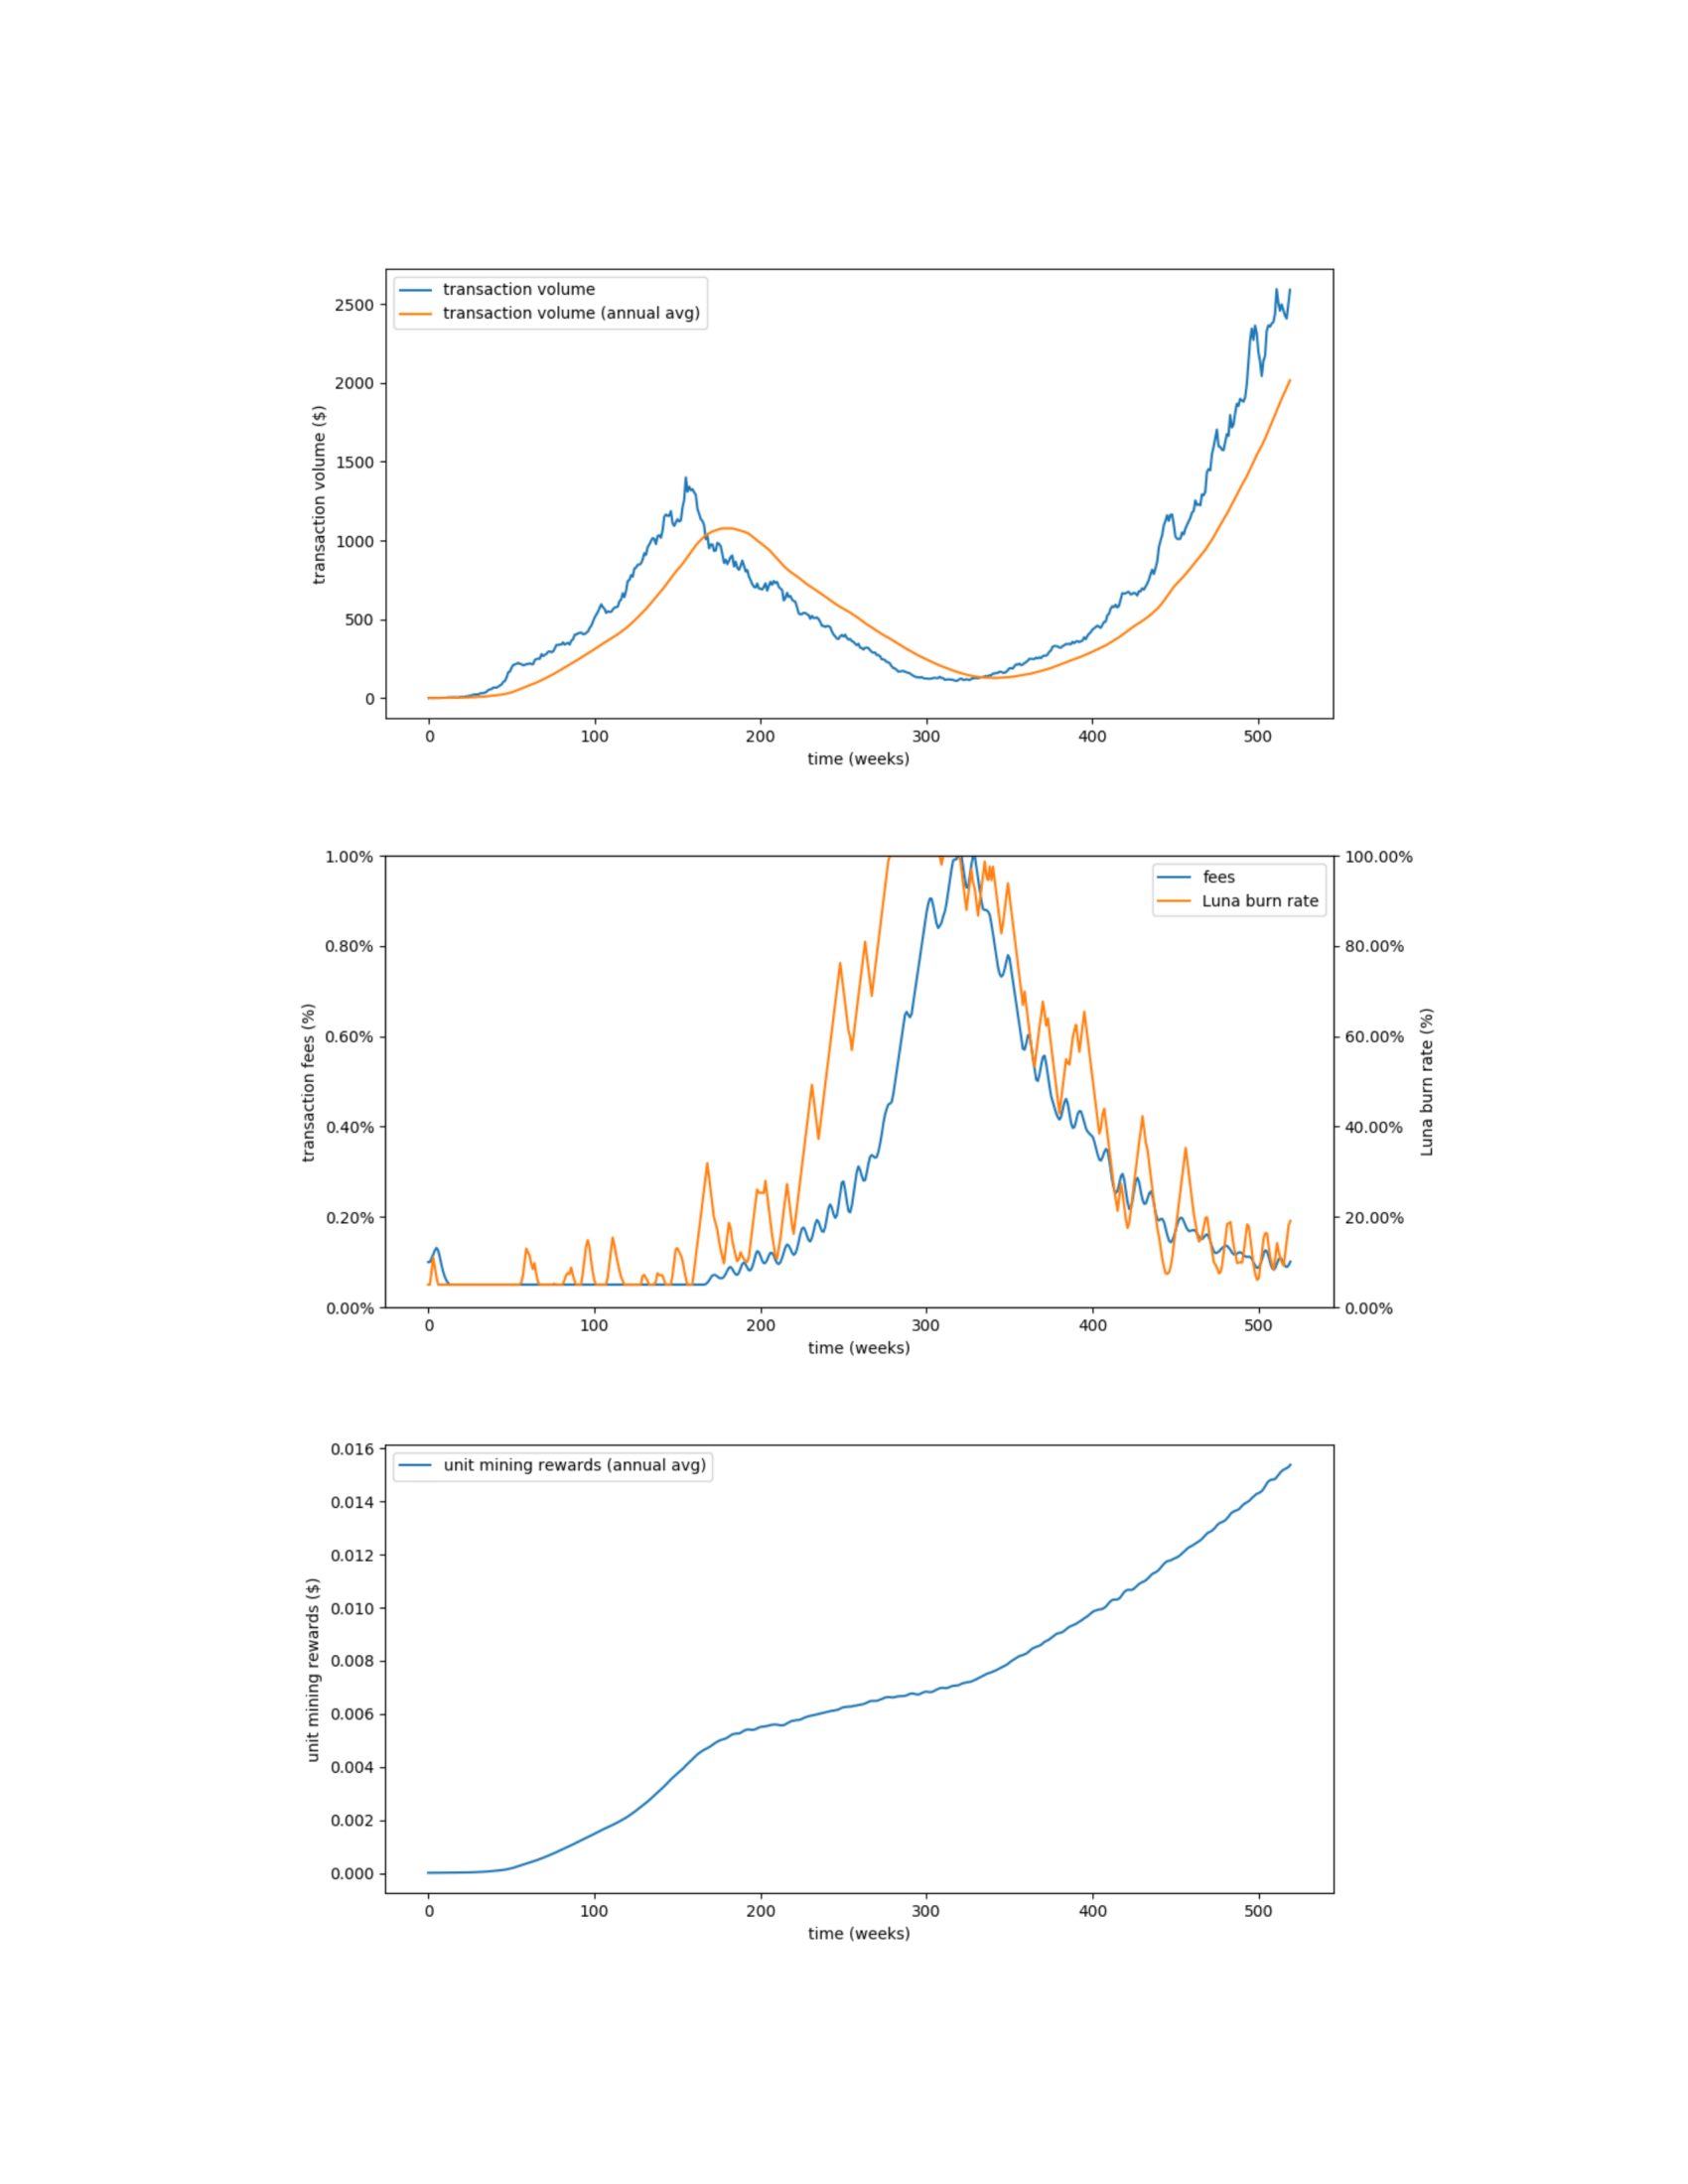 transaction volume
transaction volume (annual avg)
2500
2000
1500
1000
500
0
transaction volume ($)
0 100 200 300 400 500
time (weeks)
fees
Luna burn rate
1.00%
0.80%
0.60%
0.40%
0.20%
0.00%
transaction fees (%)
100.00%
80.00%
60.00%
40.00%
20.00%
0.00%
Luna burn rate (%)
0 100 200 300 400 500
time (weeks)
unit mining rewards (annual avg)
0.016
0.014
0.012
0.010
0.008
0.006
0.004
0.002
0.000
unit mining rewards ($)
0 100 200 300 400 500
time (weeks)